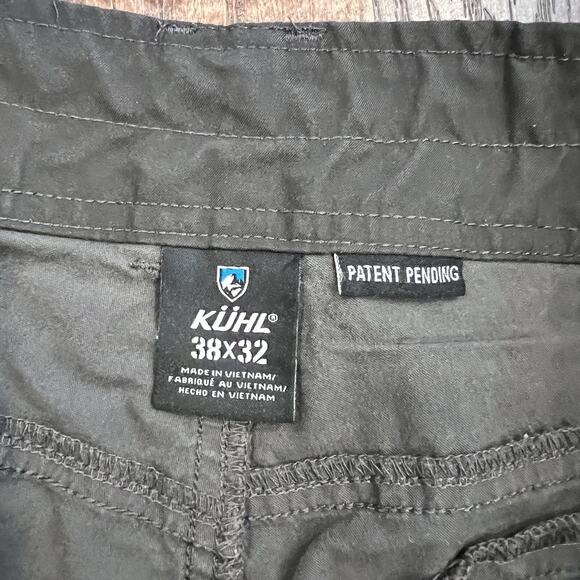 KÜHL®
38X32
MADE IN VIETNAM/
FABRIQUÉ AU VIETNAM/
HECHO EN VIETNAM
PATENT PENDING